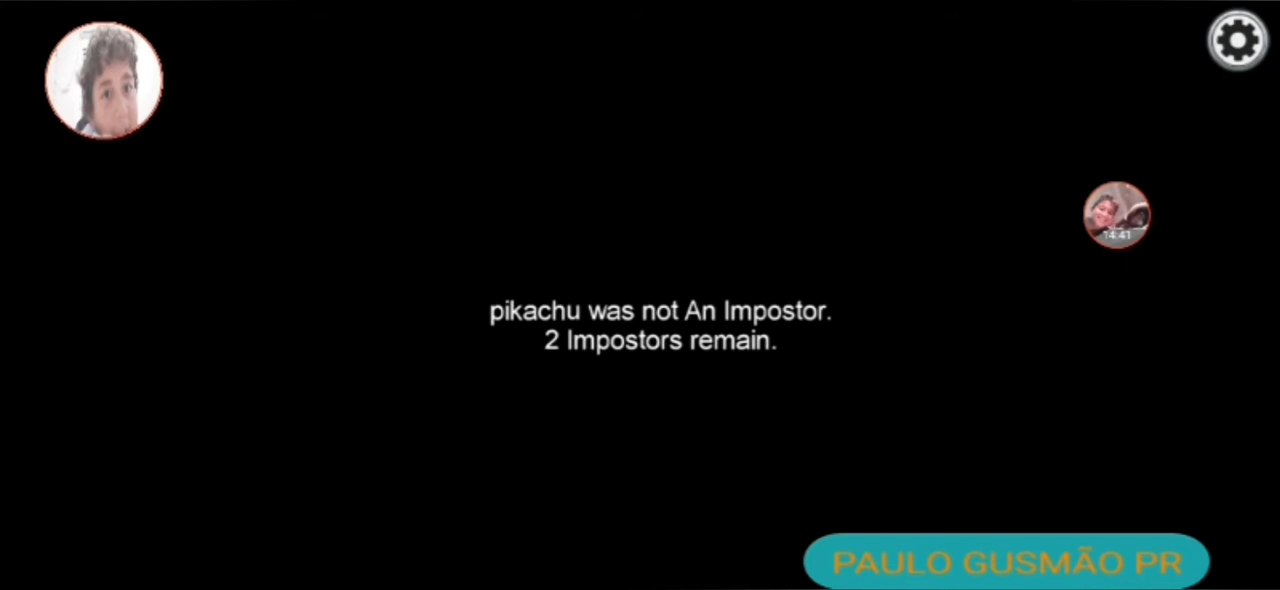 14:41
pikachu was not An Impostor.
2 Impostors remain.
PAULO GUSMÃO PR